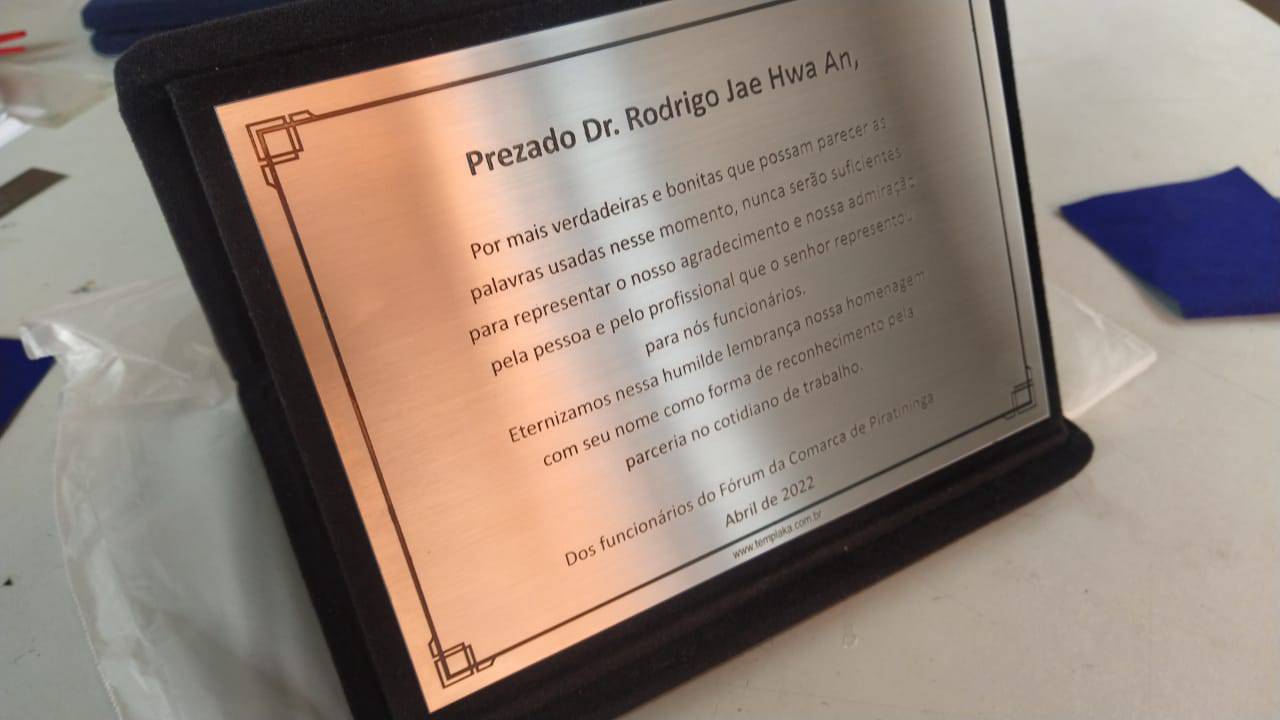 Prezado Dr. Rodrigo Jae Hwa An,
Por mais verdadeiras e bonitas que possam parecer as
palavras usadas nesse momento, nunca serão suficientes
para representar o nosso agradecimento e nossa admiração
pela pessoa e pelo profissional que o senhor representou
para nós funcionários.
Eternizamos nessa humilde lembrança nossa homenagem
com seu nome como forma de reconhecimento pela
parceria no cotidiano de trabalho.
Dos funcionários do Fórum da Comarca de Piratininga
Abril de 2022
www.templaka.com.br